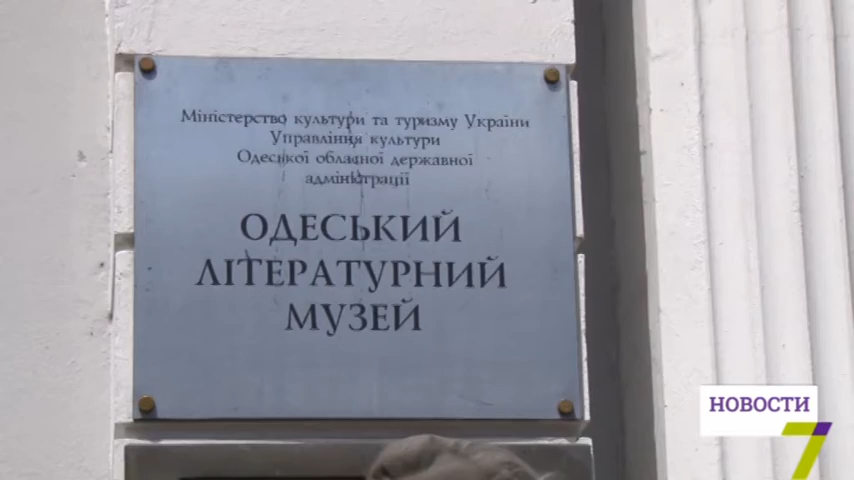 Міністерство культури та туризму України
Управління культури
Одеської обласної державної
адміністрації
ОДЕСЬКИЙ
ЛІТЕРАТУРНИЙ
МУЗЕЙ
НОВОСТИ
7